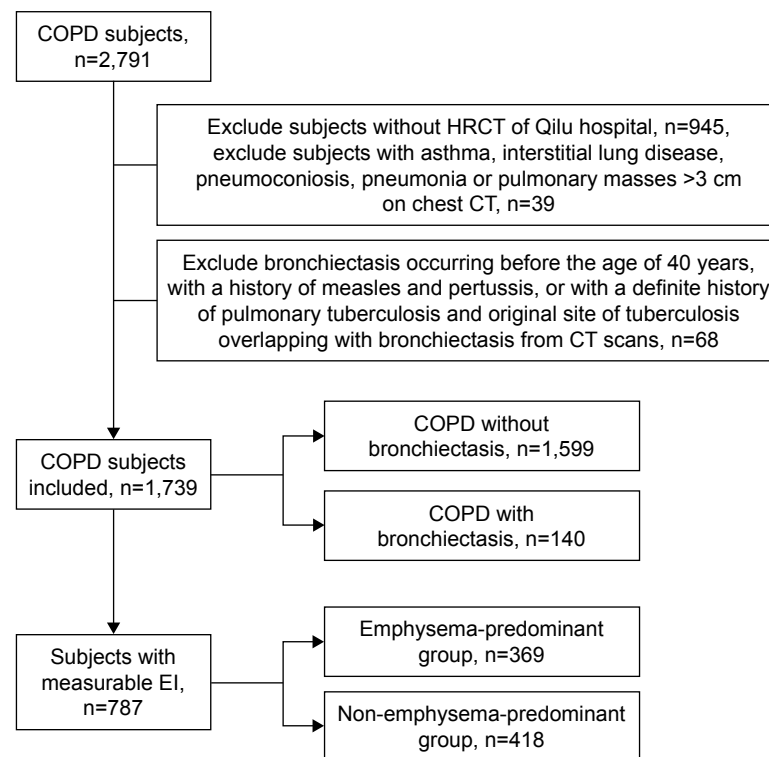 COPD subjects,
n=2,791
Exclude subjects without HRCT of Qilu hospital, n=945,
exclude subjects with asthma, interstitial lung disease,
pneumoconiosis, pneumonia or pulmonary masses >3 cm
on chest CT, n=39
Exclude bronchiectasis occurring before the age of 40 years,
with a history of measles and pertussis, or with a definite history
of pulmonary tuberculosis and original site of tuberculosis
overlapping with bronchiectasis from CT scans, n=68
COPD subjects
included, n=1,739
COPD without
bronchiectasis, n=1,599
COPD with
bronchiectasis, n=140
Subjects with
measurable EI,
n=787
Emphysema-predominant
group, n=369
Non-emphysema-predominant
group, n=418